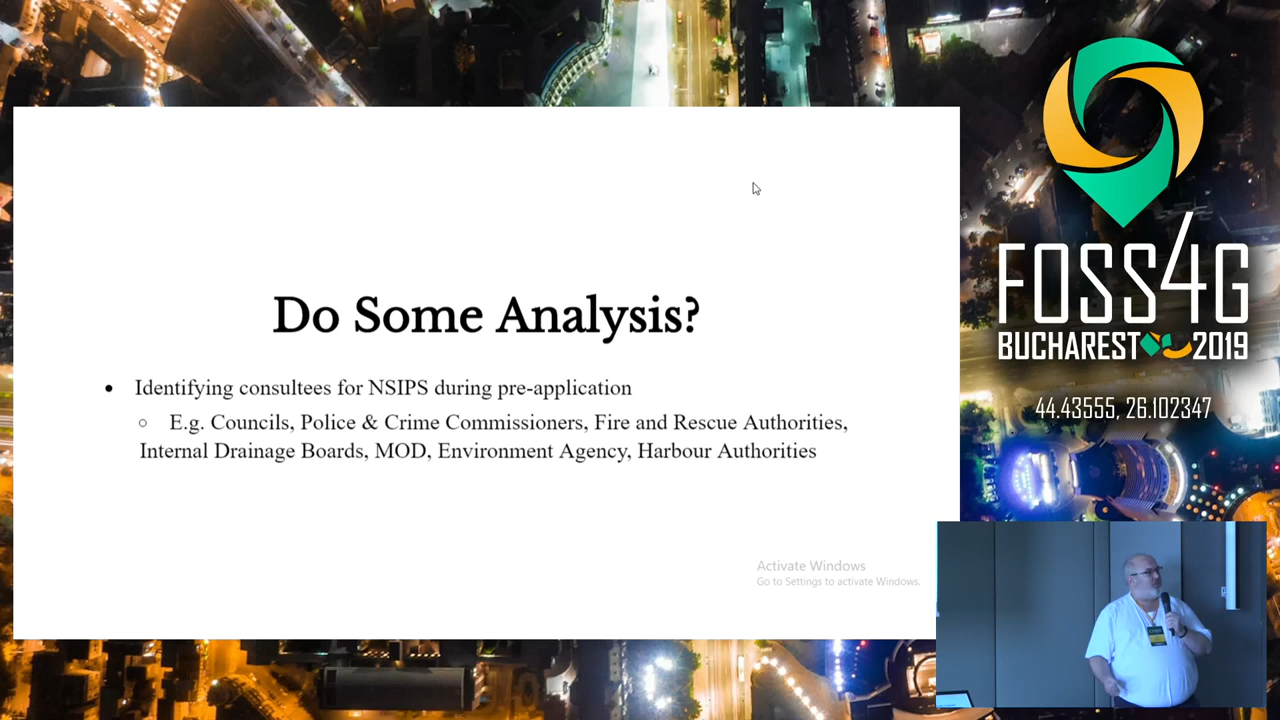 Do Some Analysis?
• Identifying consultees for NSIPS during pre-application
○ E.g. Councils, Police & Crime Commissioners, Fire and Rescue Authorities,
Internal Drainage Boards, MOD, Environment Agency, Harbour Authorities
Activate Windows
Go to Settings to activate Windows.
FOSS4G
BUCHAREST 2019
44.43555, 26.102347